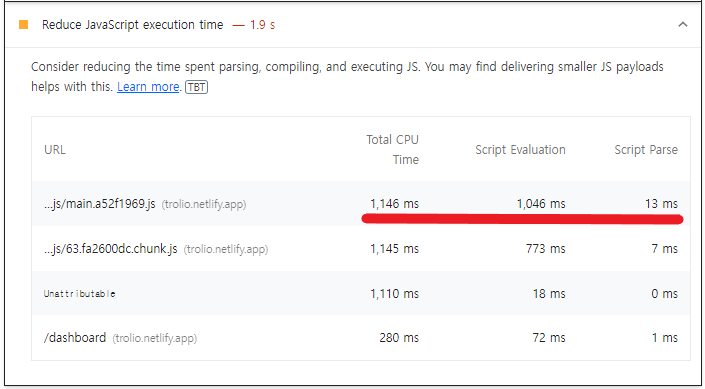 Reduce JavaScript execution time — 1.9 s
Consider reducing the time spent parsing, compiling, and executing JS. You may find delivering smaller JS payloads
helps with this. Learn more. TBT
URL Total CPU Time Script Evaluation Script Parse
...js/main.a52f1969.js (trolio.netlify.app) 1,146 ms 1,046 ms 13 ms
...js/63.fa2600dc.chunk.js (trolio.netlify.app) 1,145 ms 773 ms 7 ms
Unattributable 1,110 ms 18 ms 0 ms
/dashboard (trolio.netlify.app) 280 ms 72 ms 1 ms